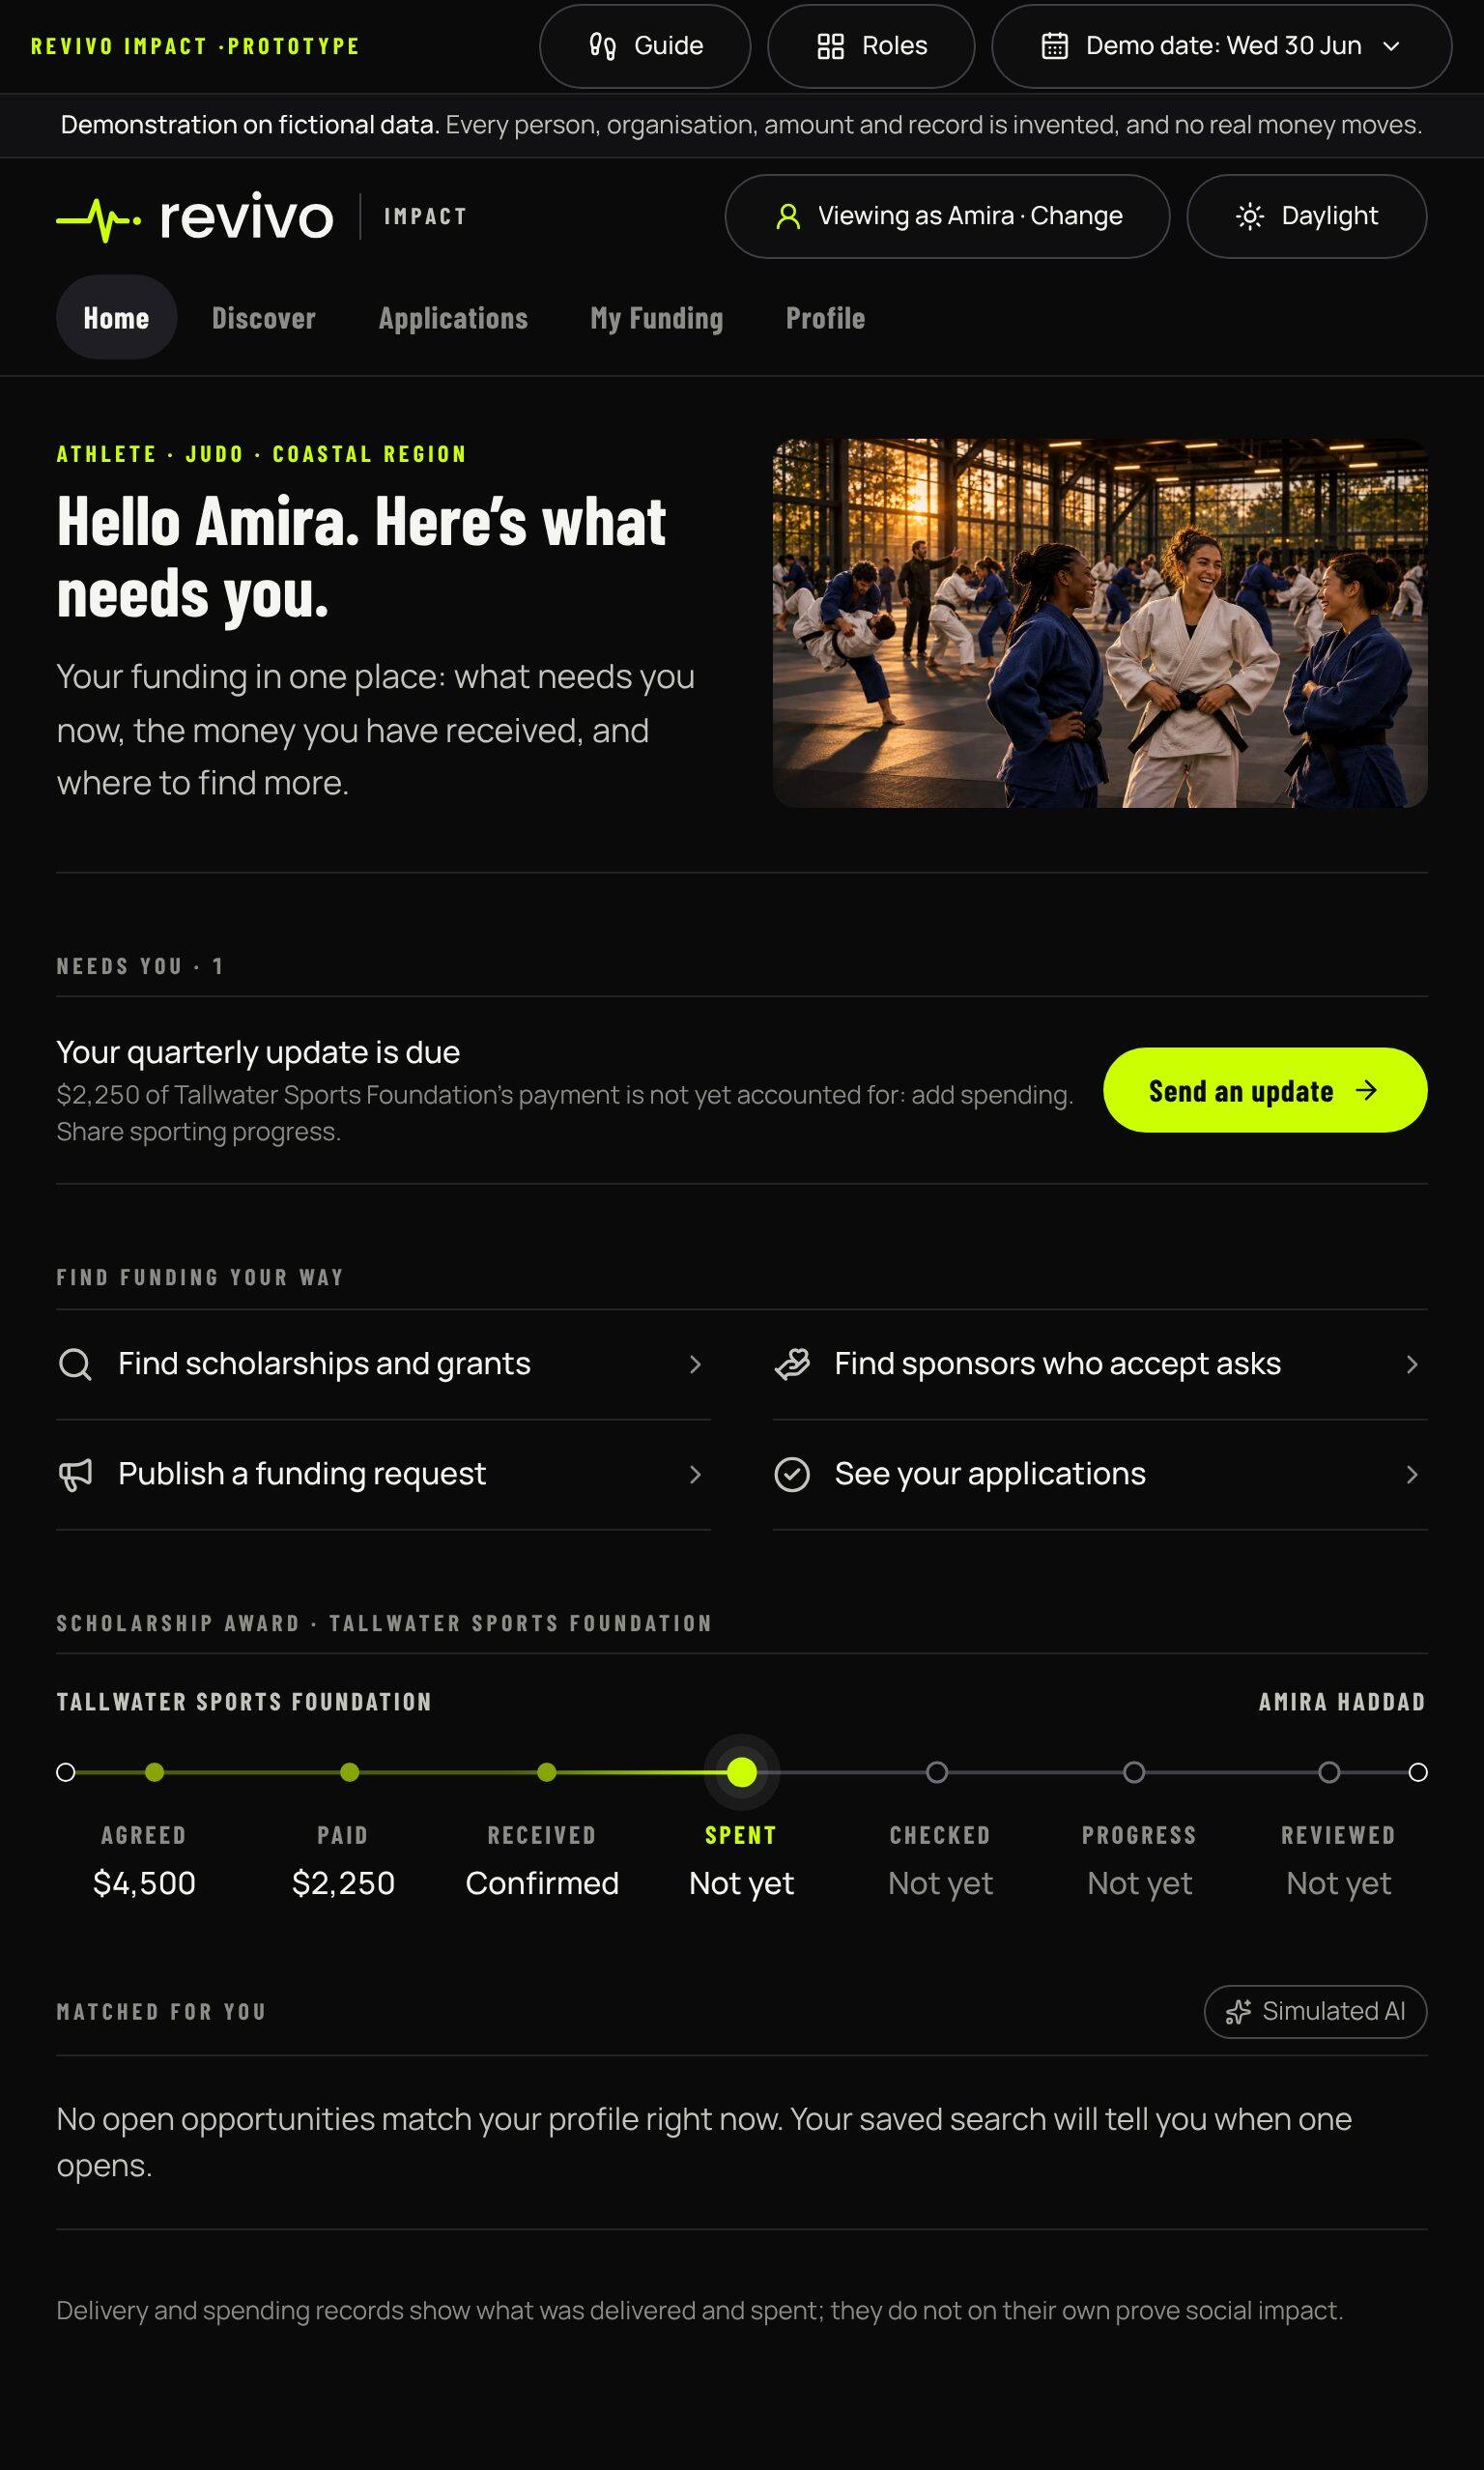 REVIVO IMPACT ·PROTOTYPE
Guide
Roles
Demo date: Wed 30 Jun
Demonstration on fictional data. Every person, organisation, amount and record is invented, and no real money moves.
revivo
IMPACT
Viewing as Amira · Change
Daylight
Home
Discover
Applications
My Funding
Profile
ATHLETE · JUDO · COASTAL REGION
Hello Amira. Here’s what
needs you.
Your funding in one place: what needs you
now, the money you have received, and
where to find more.
NEEDS YOU · 1
Your quarterly update is due
$2,250 of Tallwater Sports Foundation’s payment is not yet accounted for: add spending.
Share sporting progress.
Send an update
FIND FUNDING YOUR WAY
Find scholarships and grants
Find sponsors who accept asks
Publish a funding request
See your applications
SCHOLARSHIP AWARD · TALLWATER SPORTS FOUNDATION
TALLWATER SPORTS FOUNDATION
AMIRA HADDAD
AGREED
$4,500
PAID
$2,250
RECEIVED
Confirmed
SPENT
Not yet
CHECKED
Not yet
PROGRESS
Not yet
REVIEWED
Not yet
MATCHED FOR YOU
Simulated AI
No open opportunities match your profile right now. Your saved search will tell you when one
opens.
Delivery and spending records show what was delivered and spent; they do not on their own prove social impact.